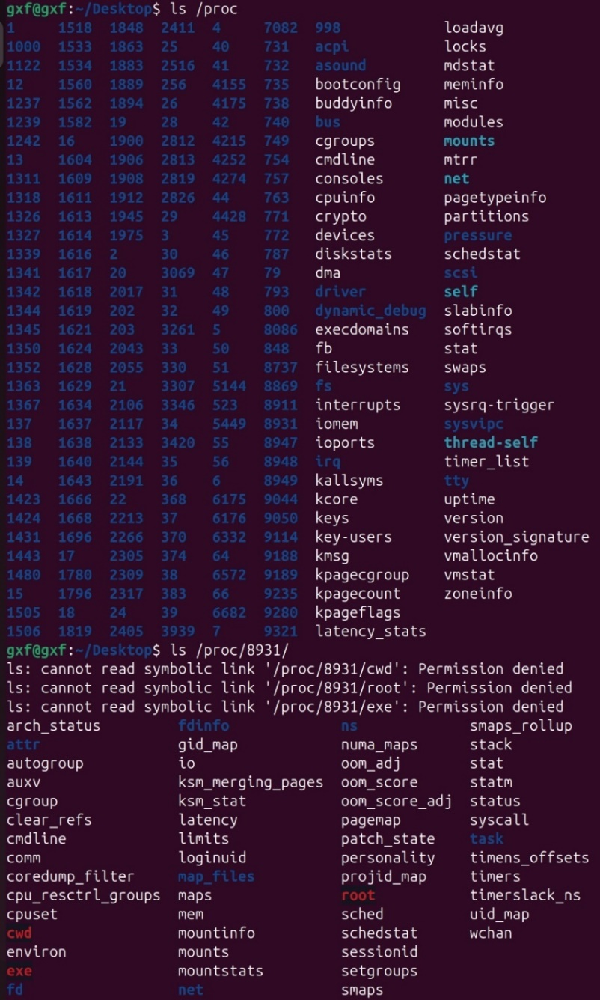 gxf@gxf:~/Desktop$ ls /proc
1     1518  1848  2411  4     7082  998            loadavg
1000  1533  1863  25    40    731   acpi           locks
1122  1534  1883  2516  41    732   asound         mdstat
12    1560  1889  256   4155  735   bootconfig     meminfo
1237  1562  1894  26    4175  738   buddyinfo      misc
1239  1582  19    28    42    740   bus            modules
1242  16    1900  2812  4215  749   cgroups        mounts
13    1604  1906  2813  4252  754   cmdline        mtrr
1311  1609  1908  2819  4274  757   consoles       net
1318  1611  1912  2826  44    763   cpuinfo        pagetypeinfo
1326  1613  1945  29    4428  771   crypto         partitions
1327  1614  1975  3     45    772   devices        pressure
1339  1616  2     30    46    787   diskstats      schedstat
1341  1617  20    3069  47    79    dma            scsi
1342  1618  2017  31    48    793   driver         self
1344  1619  202   32    49    800   dynamic_debug  slabinfo
1345  1621  203   3261  5     8086  execdomains    softirqs
1350  1624  2043  33    50    848   fb             stat
1352  1628  2055  330   51    8737  filesystems    swaps
1363  1629  21    3307  5144  8869  fs             sys
1367  1634  2106  3346  523   8911  interrupts     sysrq-trigger
137   1637  2117  34    5449  8931  iomem          sysvipc
138   1638  2133  3420  55    8947  ioports        thread-self
139   1640  2144  35    56    8948  irq            timer_list
14    1643  2191  36    6     8949  kallsyms       tty
1423  1666  22    368   6175  9044  kcore          uptime
1424  1668  2213  37    6176  9050  keys           version
1431  1696  2266  370   6332  9114  key-users      version_signature
1443  17    2305  374   64    9188  kmsg           vmallocinfo
1480  1780  2309  38    6572  9189  kpagecgroup    vmstat
15    1796  2317  383   66    9235  kpagecount     zoneinfo
1505  18    24    39    6682  9280  kpageflags
1506  1819  2405  3939  7     9321  latency_stats
gxf@gxf:~/Desktop$ ls /proc/8931/
ls: cannot read symbolic link '/proc/8931/cwd': Permission denied
ls: cannot read symbolic link '/proc/8931/root': Permission denied
ls: cannot read symbolic link '/proc/8931/exe': Permission denied
arch_status         fdinfo             ns             smaps_rollup
attr                gid_map            numa_maps      stack
autogroup           io                 oom_adj        stat
auxv                ksm_merging_pages  oom_score      statm
cgroup              ksm_stat           oom_score_adj  status
clear_refs          latency            pagemap        syscall
cmdline             limits             patch_state    task
comm                loginuid           personality    timens_offsets
coredump_filter     map_files          projid_map     timers
cpu_resctrl_groups  maps               root           timerslack_ns
cpuset              mem                sched          uid_map
cwd                 mountinfo          schedstat      wchan
environ             mounts             sessionid
exe                 mountstats         setgroups
fd                  net                smaps